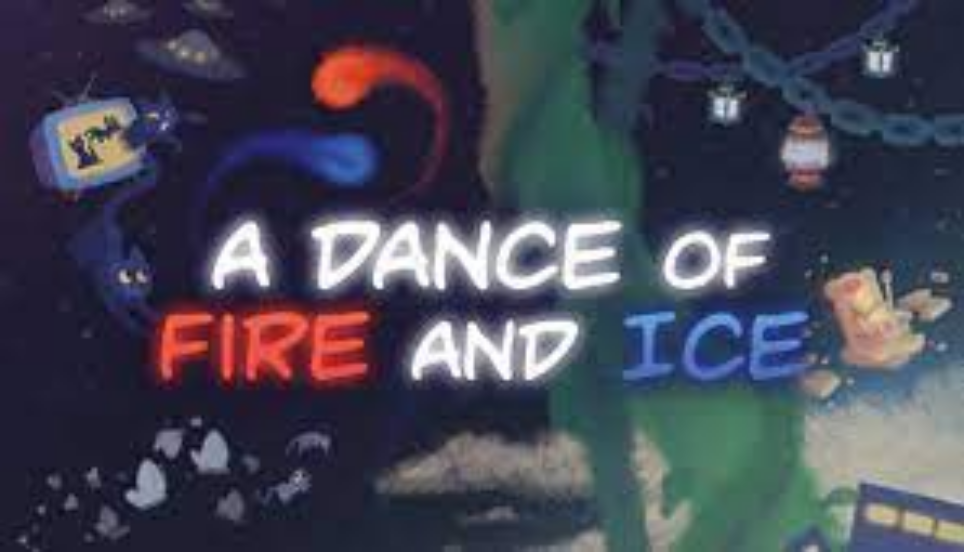 A DANCE OF
FIRE AND ICE